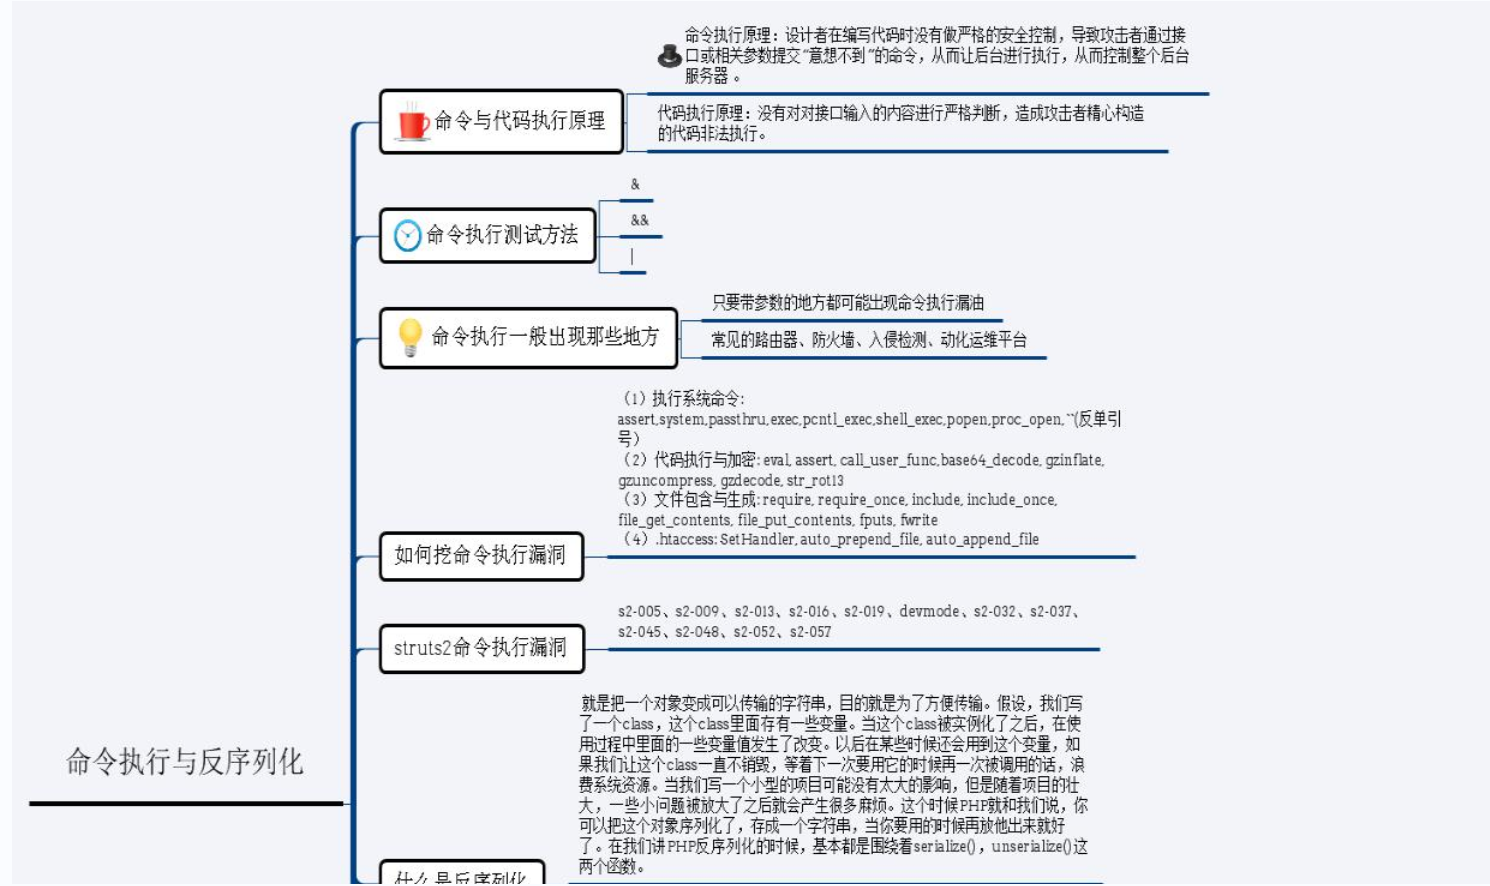 命令执行原理：设计者在编写代码时没有做严格的安全控制，导致攻击者通过接
口或相关参数提交“意想不到 ”的命令，从而让后台进行执行，从而控制整个后台
服务器 。
命令与代码执行原理
代码执行原理：没有对对接口输入的内容进行严格判断，造成攻击者精心构造
的代码非法执行。
&
命令执行测试方法
&&
|
只要带参数的地方都可能出现命令执行漏油
命令执行一般出现那些地方
常见的路由器、防火墙、入侵检测、动化运维平台
（1）执行系统命令:
assert,system,passthru,exec,pcntl_exec,shell_exec,popen,proc_open,``(反单引
号）
（2）代码执行与加密: eval, assert, call_user_func,base64_decode, gzinflate,
gzuncompress, gzdecode, str_rot13
（3）文件包含与生成: require, require_once, include, include_once,
file_get_contents, file_put_contents, fputs, fwrite
（4）.htaccess: SetHandler, auto_prepend_file, auto_append_file
如何挖命令执行漏洞
s2-005、s2-009、s2-013、s2-016、s2-019、devmode、s2-032、s2-037、
s2-045、s2-048、s2-052、s2-057
struts2命令执行漏洞
就是把一个对象变成可以传输的字符串，目的就是为了方便传输。假设，我们写
了一个class，这个class里面存有一些变量。当这个class被实例化了之后，在使
用过程中里面的一些变量值发生了改变。以后在某些时候还会用到这个变量，如
果我们让这个class一直不销毁，等着下一次要用它的时候再一次被调用的话，浪
费系统资源。当我们写一个小型的项目可能没有太大的影响，但是随着项目的壮
大，一些小问题被放大了之后就会产生很多麻烦。这个时候PHP就和我们说，你
可以把这个对象序列化了，存成一个字符串，当你要用的时候再放他出来就好
了。在我们讲PHP反序列化的时候，基本都是围绕着serialize()，unserialize()这
两个函数。
命令执行与反序列化
什么是反序列化